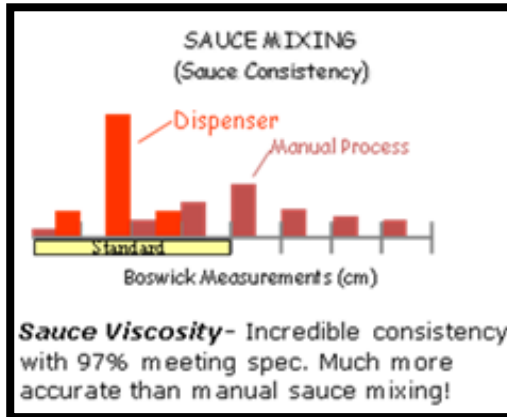 SAUCE MIXING
(Sauce Consistency)
Dispenser
Manual Process
Standard
Boswick Measurements (cm)
Sauce Viscosity- Incredible consistency
with 97% meeting spec. Much more
accurate than manual sauce mixing!